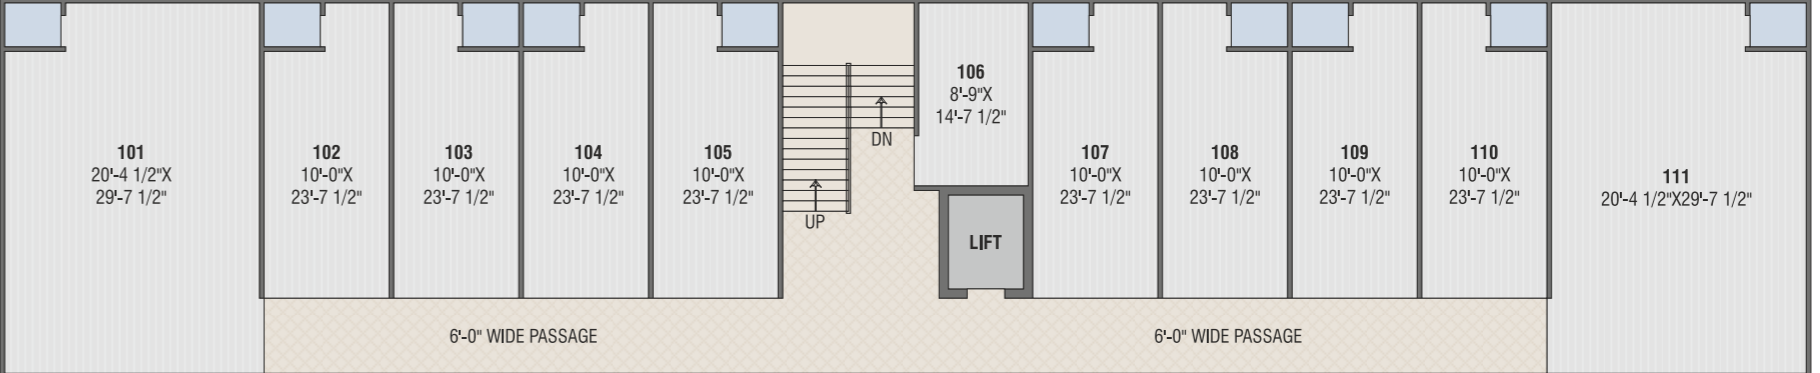 101
20'-4 1/2"X
29'-7 1/2"
102
10'-0"X
23'-7 1/2"
103
10'-0"X
23'-7 1/2"
104
10'-0"X
23'-7 1/2"
105
10'-0"X
23'-7 1/2"
UP
DN
106
8'-9"X
14'-7 1/2"
LIFT
107
10'-0"X
23'-7 1/2"
108
10'-0"X
23'-7 1/2"
109
10'-0"X
23'-7 1/2"
110
10'-0"X
23'-7 1/2"
111
20'-4 1/2"X29'-7 1/2"
6'-0" WIDE PASSAGE
6'-0" WIDE PASSAGE